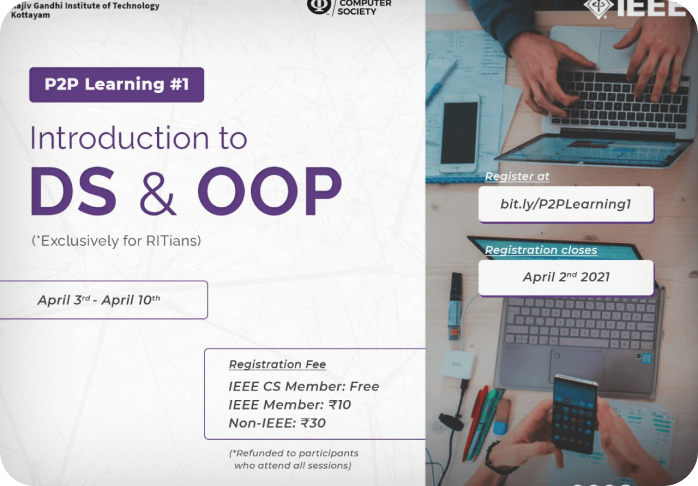 Rajiv Gandhi Institute of Technology
Kottayam
COMPUTER
SOCIETY
IEEE
P2P Learning #1
Introduction to
DS & OOP
(*Exclusively for RITians)
April 3rd - April 10th
Register at
bit.ly/P2PLearning1
Registration closes
April 2nd 2021
Registration Fee
IEEE CS Member: Free
IEEE Member: ₹10
Non-IEEE: ₹30
(*Refunded to participants
who attend all sessions)